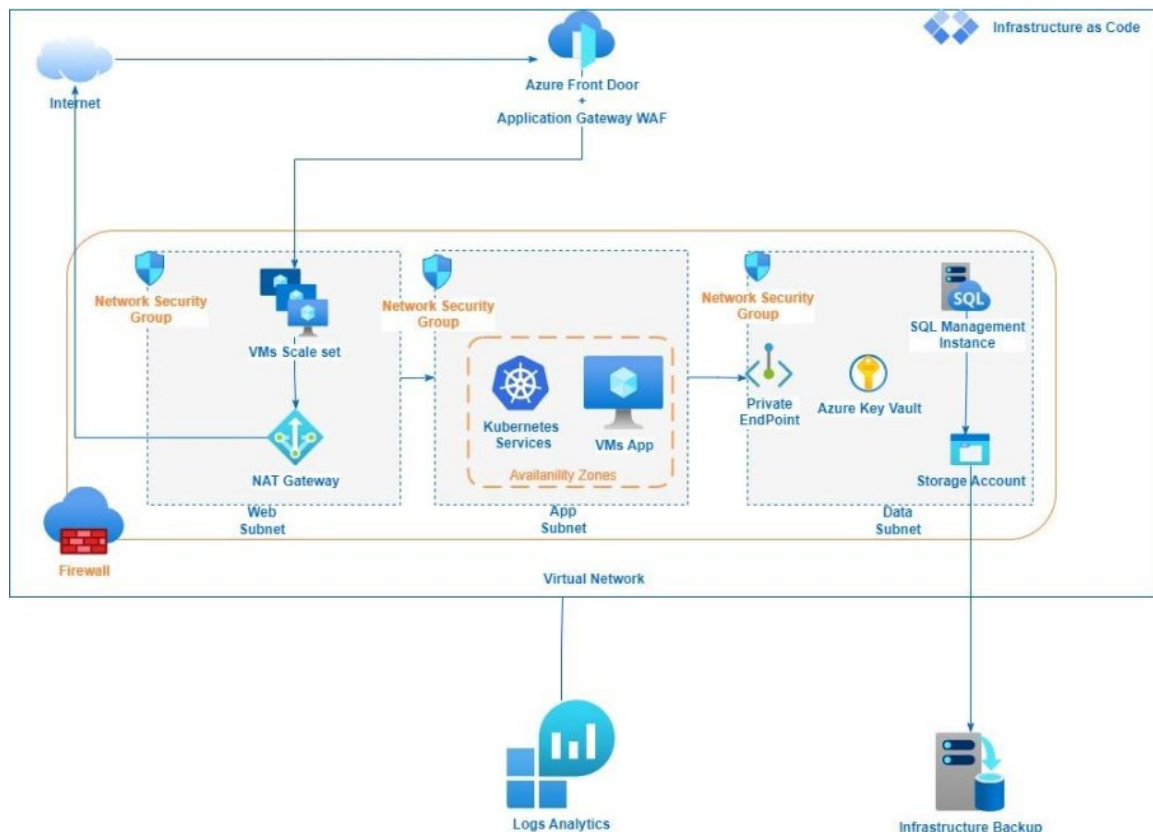 Infrastructure as Code
Internet
Azure Front Door
+
Application Gateway WAF
Network Security
Group
VMs Scale set
NAT Gateway
Web
Subnet
Network Security
Group
Kubernetes
Services
VMs App
Availanility Zones
App
Subnet
Network Security
Group
SQL
SQL Management
Instance
Private
EndPoint
Azure Key Vault
Storage Account
Data
Subnet
Firewall
Virtual Network
Logs Analytics
Infrastructure Backup